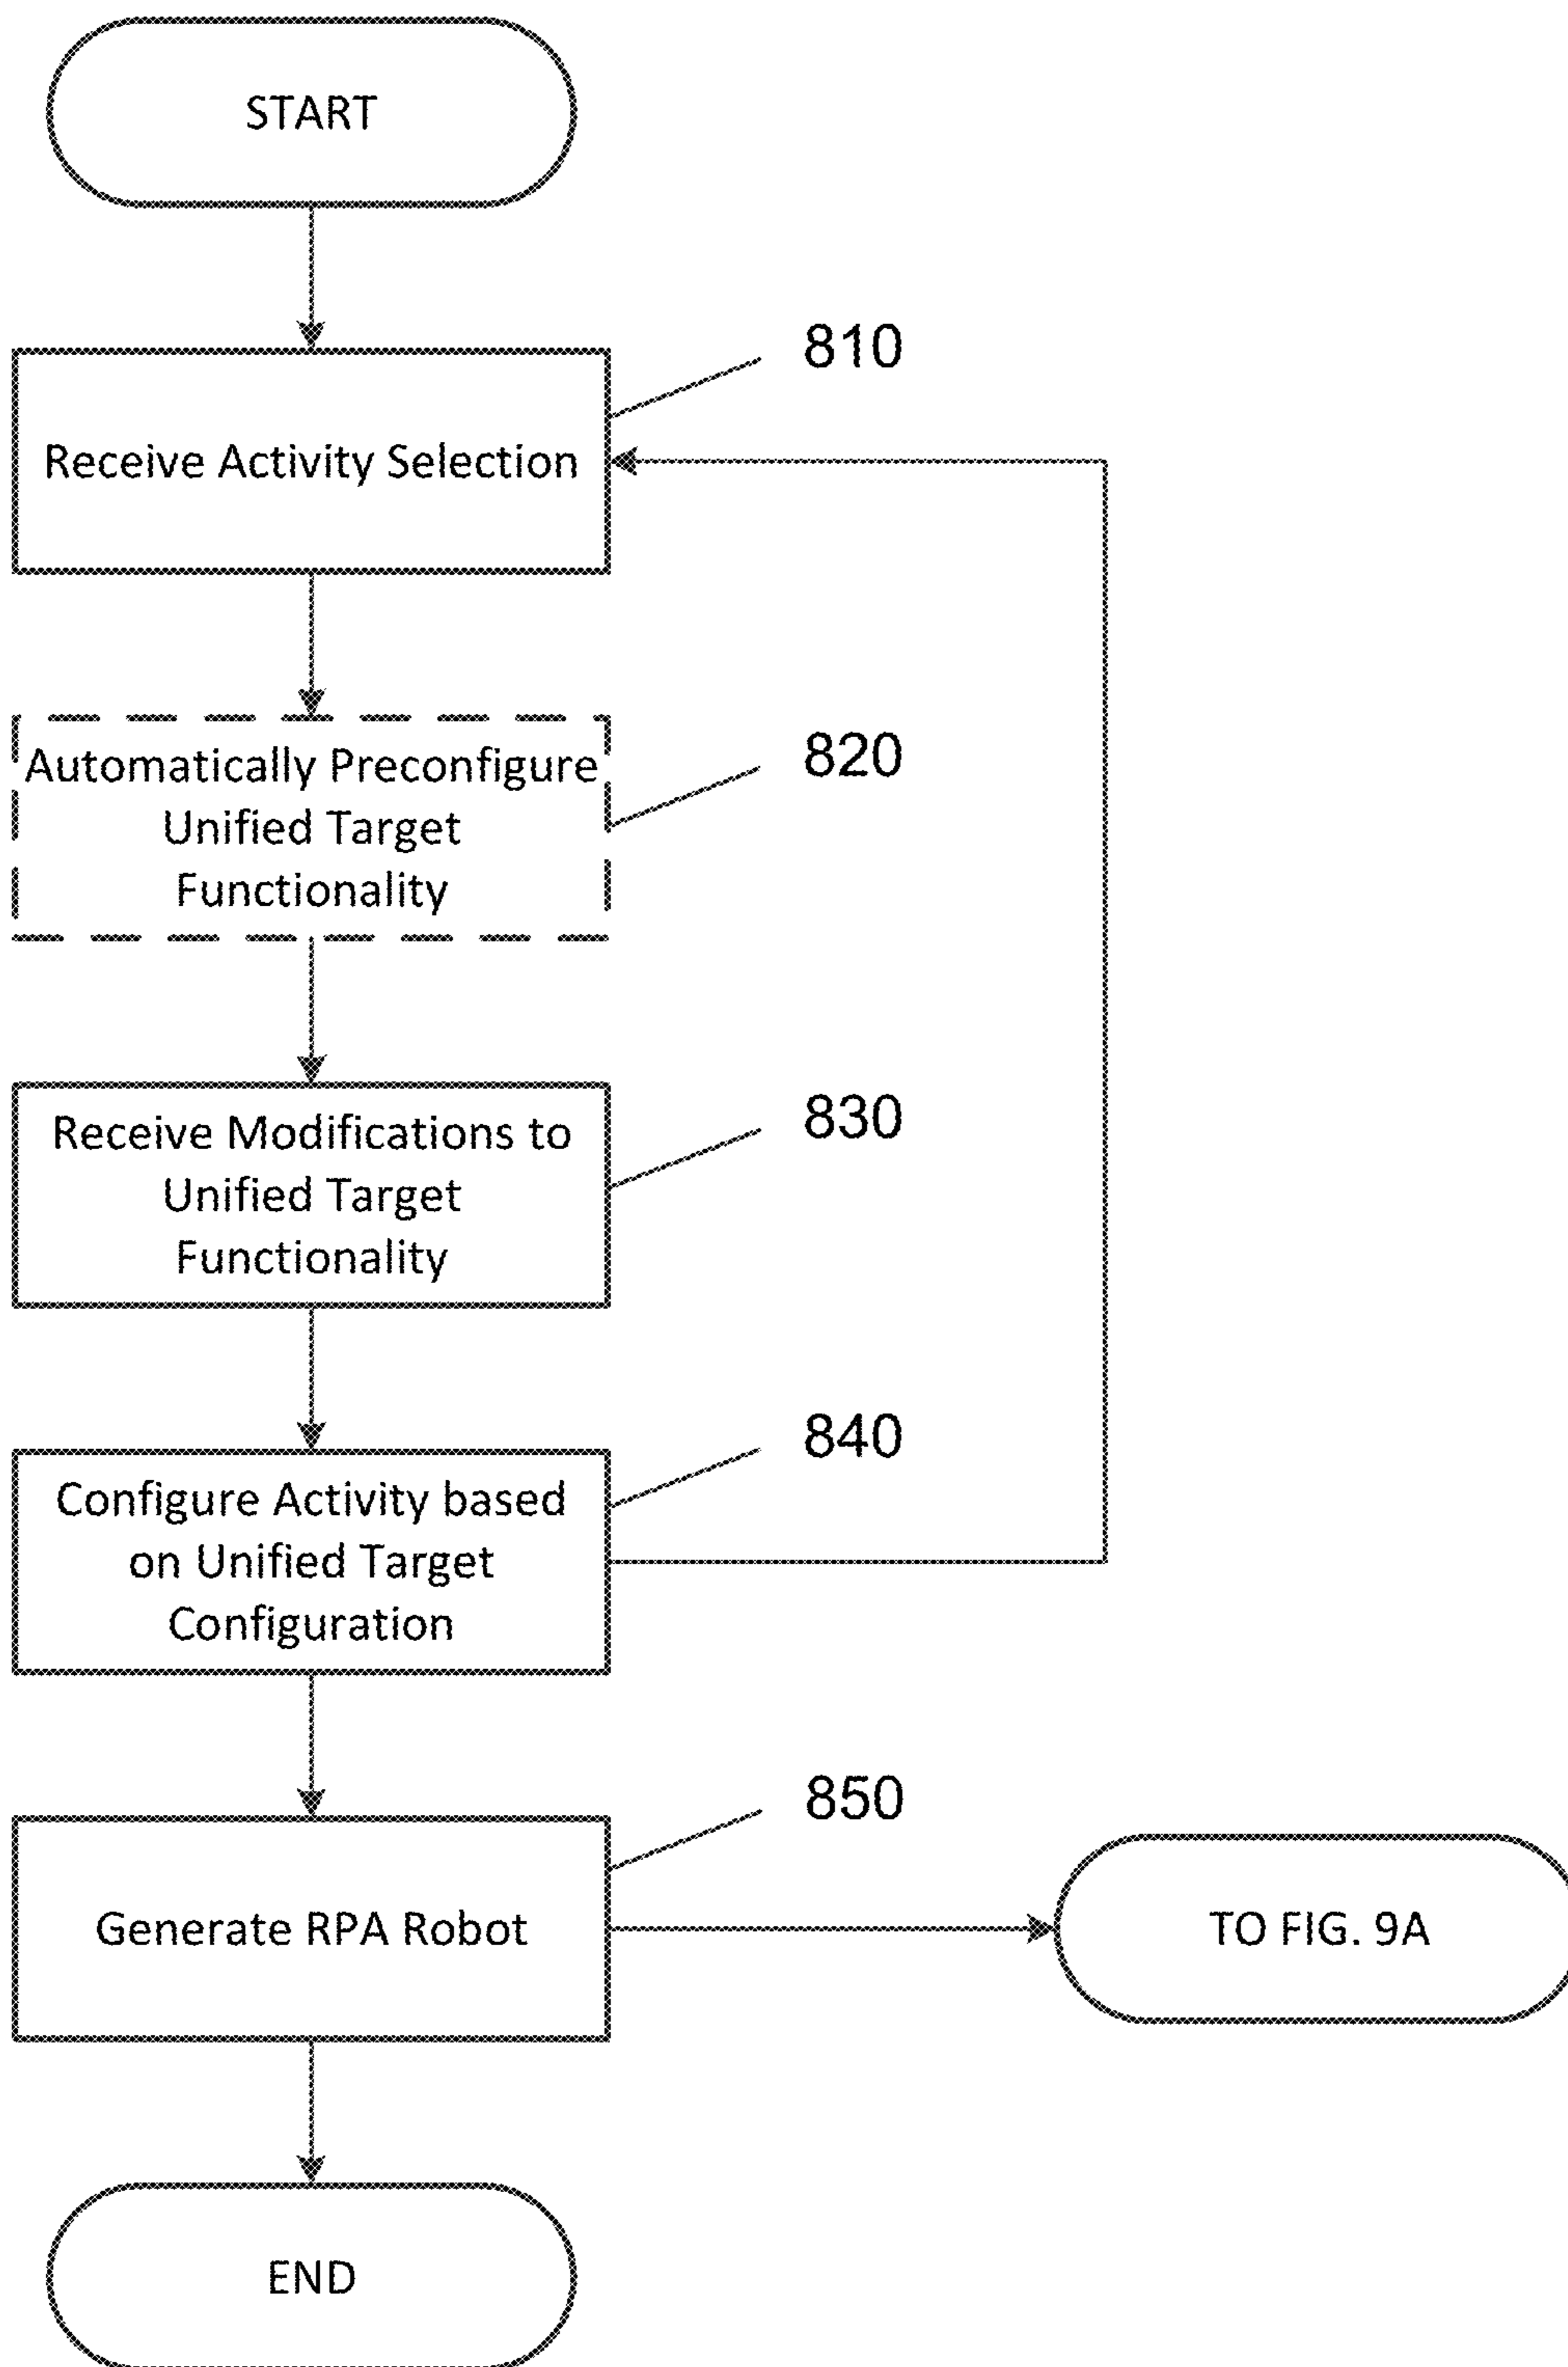 START
810
Receive Activity Selection
820
Automatically Preconfigure
Unified Target
Functionality
830
Receive Modifications to
Unified Target
Functionality
840
Configure Activity based
on Unified Target
Configuration
850
Generate RPA Robot
TO FIG. 9A
END